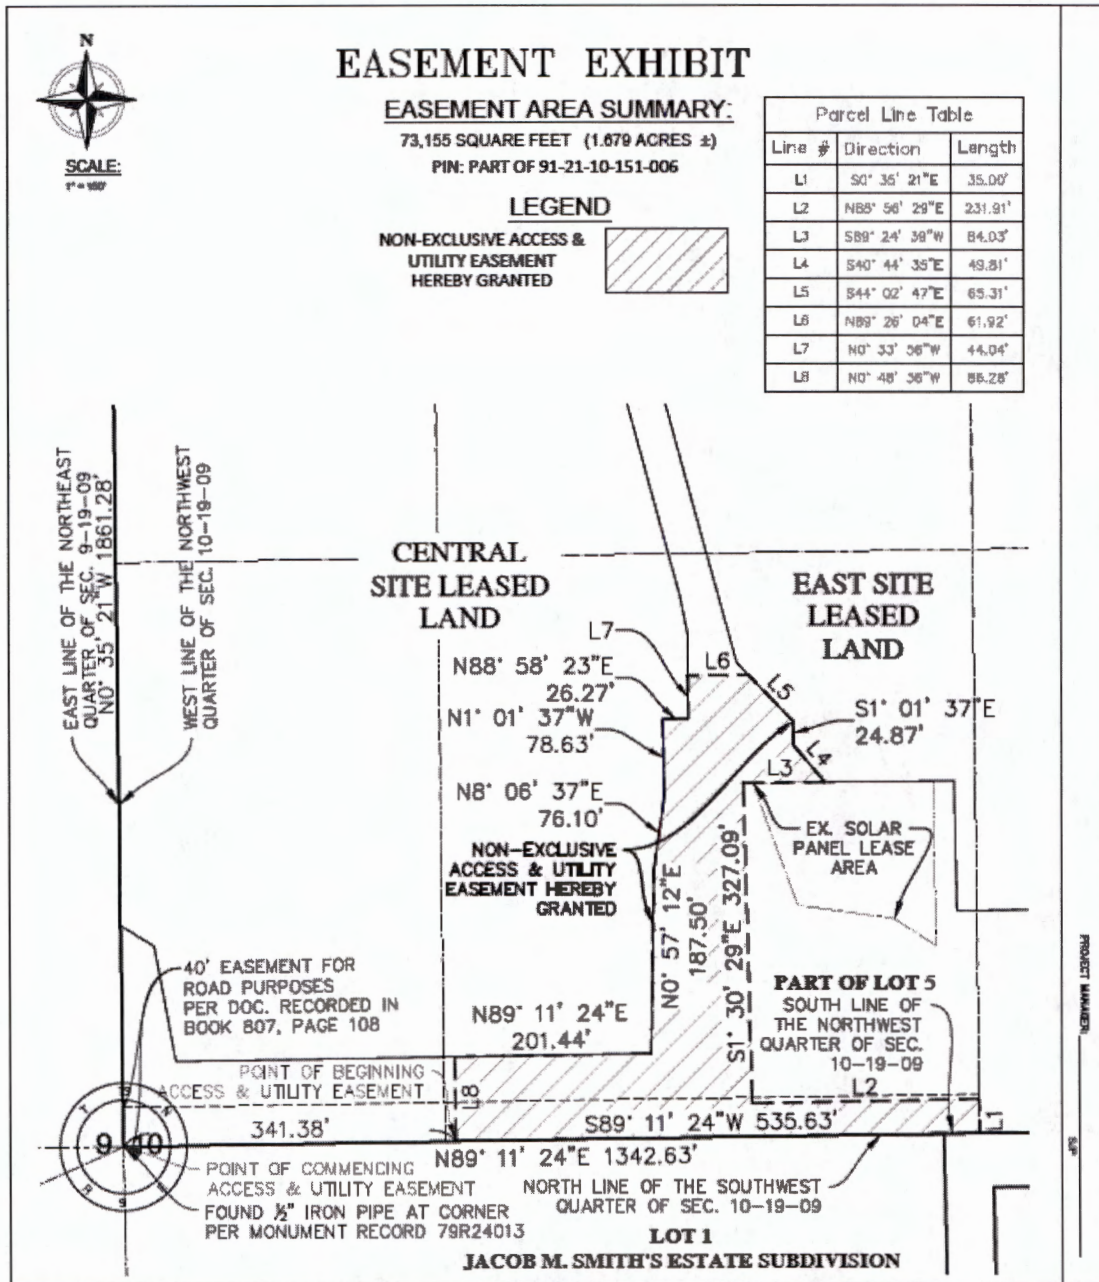 N
SCALE:
EASEMENT EXHIBIT
EASEMENT AREA SUMMARY:
73,155 SQUARE FEET (1.679 ACRES ±)
PIN: PART OF 91-21-10-151-006
LEGEND
NON-EXCLUSIVE ACCESS &
UTILITY EASEMENT
HEREBY GRANTED
Parcel Line Table
Line # Direction Length
L1 S0° 35' 21"E 35.00'
L2 56' 29"E 231.91'
L3 S89° 24' 39"W 84.03'
L4 S40° 44' 35"E 49.81'
L5 S44° 02' 47"E 65.31'
L6 N89° 26' 04"E 61.92'
L7 N0° 33' 56"W 44.04'
L8 N0° 48' 36"W
EAST LINE OF THE NORTHEAST
QUARTER OF SEC. 9-19-09
N0° 35' 21"W 1861.28'
WEST LINE OF THE NORTHWEST
QUARTER OF SEC. 10-19-09
CENTRAL
SITE LEASED
LAND
EAST SITE
LEASED
LAND
L7
L6
L5
N88° 58' 23"E
26.27'
N1° 01' 37"W
78.63'
S1° 01' 37"E
24.87'
L4
L3
N8° 06' 37"E
76.10'
NON-EXCLUSIVE
ACCESS & UTILITY
EASEMENT HEREBY
GRANTED
EX. SOLAR
PANEL LEASE
AREA
N0° 57' 12"E
187.50'
S1° 30' 29"E 327.09'
40' EASEMENT FOR
ROAD PURPOSES
PER DOC. RECORDED IN
BOOK 807, PAGE 108
N89° 11' 24"E
201.44'
PART OF LOT 5
SOUTH LINE OF
THE NORTHWEST
QUARTER OF SEC.
10-19-09
POINT OF BEGINNING
ACCESS & UTILITY EASEMENT
L8
L2
L1
9 10
341.38'
S89° 11' 24"W 535.63'
N89° 11' 24"E 1342.63'
POINT OF COMMENCING
ACCESS & UTILITY EASEMENT
FOUND ½" IRON PIPE AT CORNER
PER MONUMENT RECORD 79R24013
NORTH LINE OF THE SOUTHWEST
QUARTER OF SEC. 10-19-09
LOT 1
JACOB M. SMITH'S ESTATE SUBDIVISION
PROJECT MANAGER: